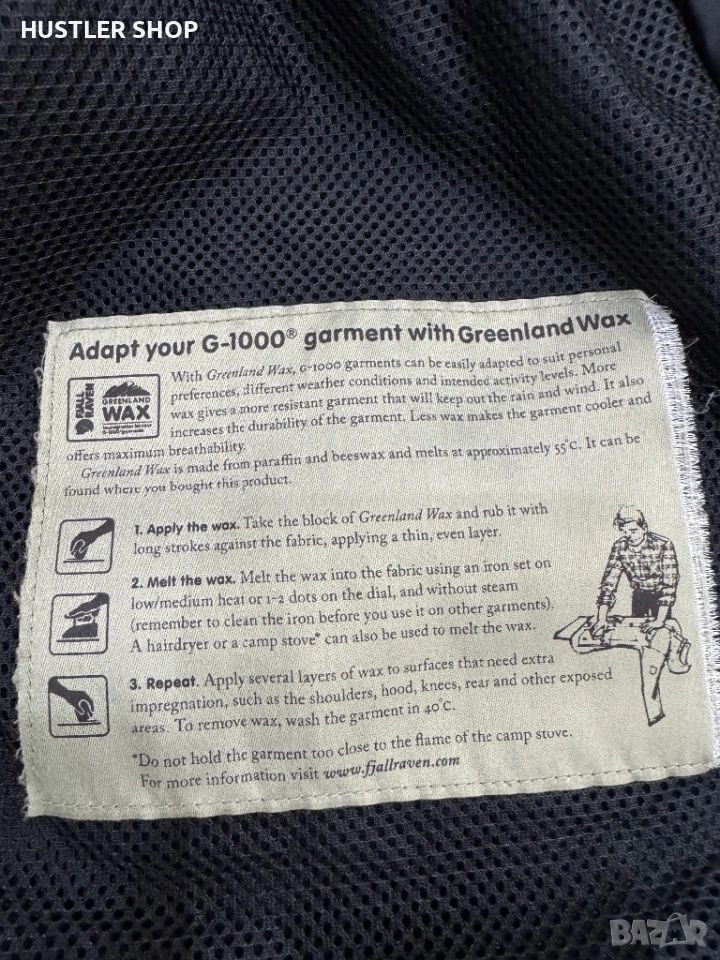 HUSTLER SHOP
Adapt your G-1000® garment with Greenland Wax
FJÄLL
RÄVEN
GREENLAND
WAX
With Greenland Wax, G-1000 garments can be easily adapted to suit personal
preferences, different weather conditions and intended activity levels. More
wax gives a more resistant garment that will keep out the rain and wind. It also
increases the durability of the garment. Less wax makes the garment cooler and
offers maximum breathability.
Greenland Wax is made from paraffin and beeswax and melts at approximately 55°C. It can be
found where you bought this product.
1. Apply the wax. Take the block of Greenland Wax and rub it with
long strokes against the fabric, applying a thin, even layer.
2. Melt the wax. Melt the wax into the fabric using an iron set on
low/medium heat or 1-2 dots on the dial, and without steam
(remember to clean the iron before you use it on other garments).
A hairdryer or a camp stove* can also be used to melt the wax.
3. Repeat. Apply several layers of wax to surfaces that need extra
impregnation, such as the shoulders, hood, knees, rear and other exposed
areas. To remove wax, wash the garment in 40°C.
*Do not hold the garment too close to the flame of the camp stove.
For more information visit www.fjallraven.com
BAZAR